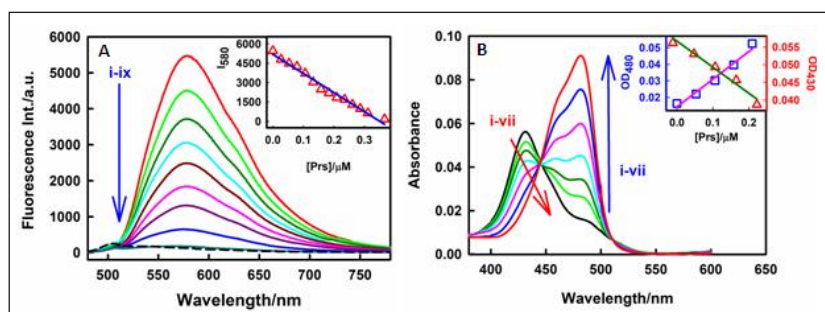 A
i-ix
Fluorescence Int./a.u.
6000
5000
4000
3000
2000
1000
0
500 550 600 650 700 750
Wavelength/nm
I580
6000
4500
3000
1500
0
0.0 0.1 0.2 0.3
[Prs]/μM
B
i-vii
i-vii
Absorbance
0.10
0.08
0.06
0.04
0.02
0.00
400 450 500 550 600 650
Wavelength/nm
OD480
0.05
0.04
0.03
0.02
0.0 0.1 0.2
[Prs]/μM
0.055
0.050
0.045
0.040
OD430